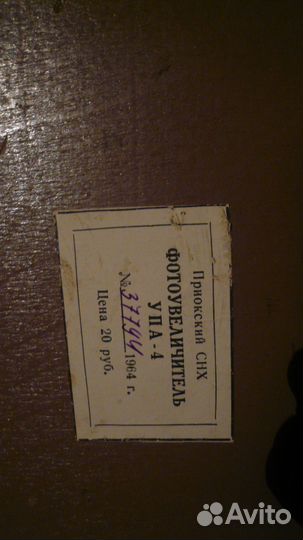 Приокский СНХ
ФОТОУВЕЛИЧИТЕЛЬ
УПА-4
№ 37794 1964 г.
Цена 20 руб.
Avito